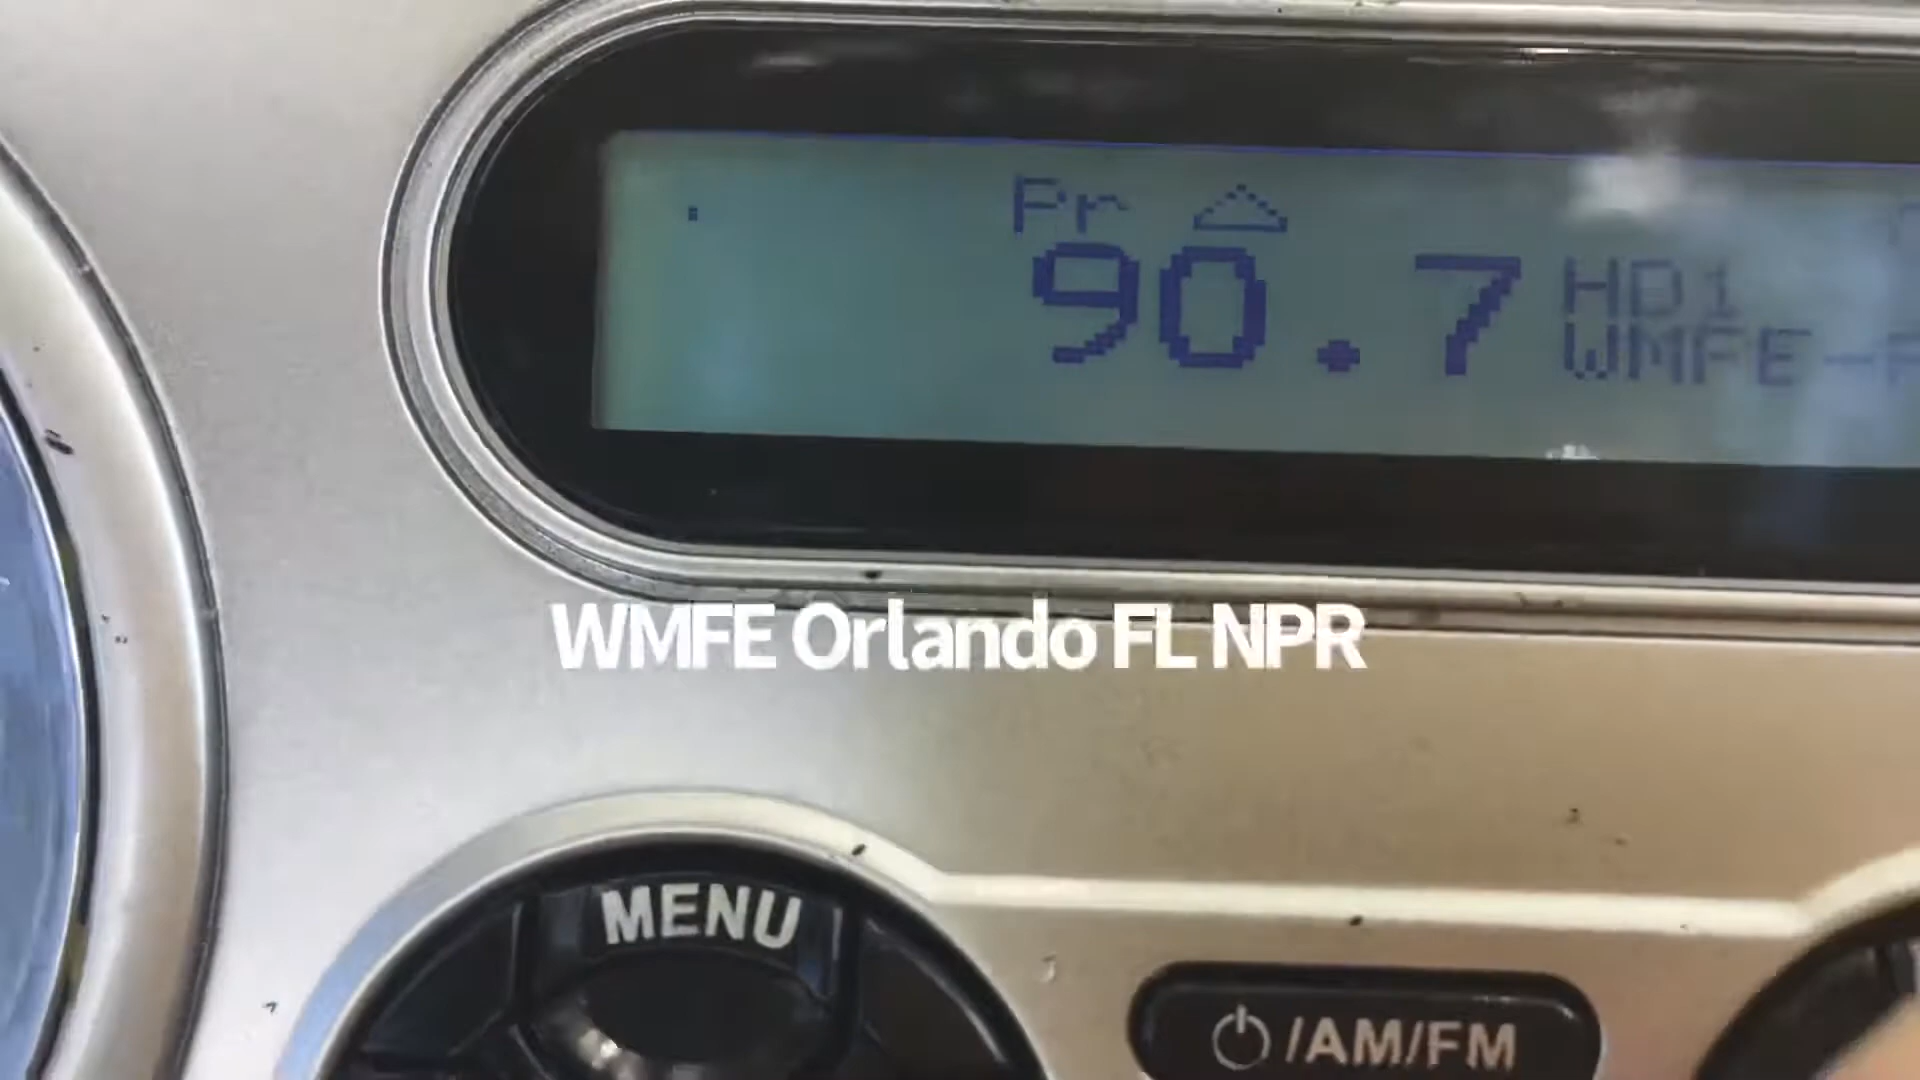 Pr
90.7 HD1
WMFE-F
WMFE Orlando FL NPR
MENU
/AM/FM